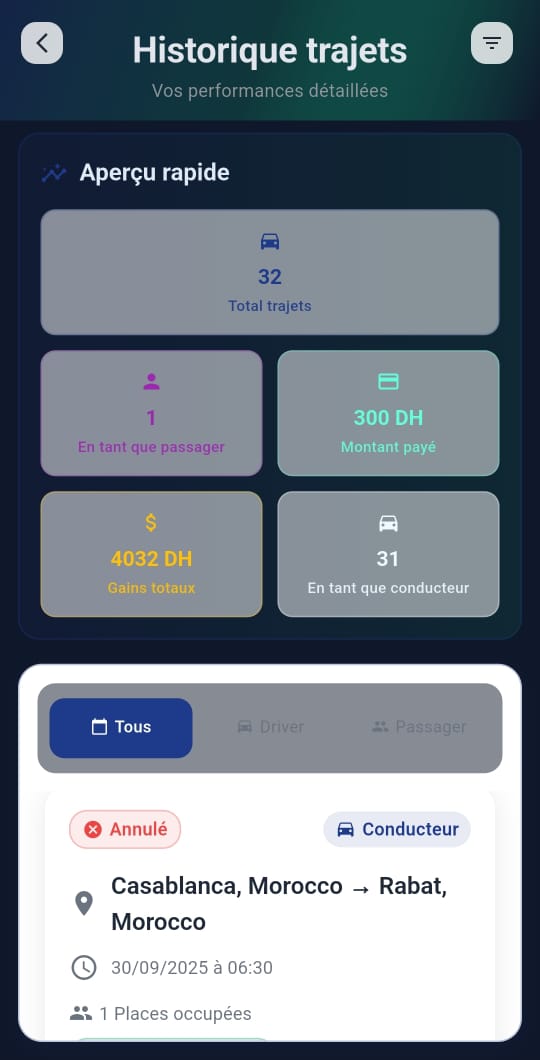 Historique trajets
Vos performances détaillées
Aperçu rapide
32
Total trajets
1
En tant que passager
300 DH
Montant payé
$
4032 DH
Gains totaux
31
En tant que conducteur
Tous
Driver
Passager
Annulé
Conducteur
Casablanca, Morocco → Rabat,
Morocco
30/09/2025 à 06:30
1 Places occupées